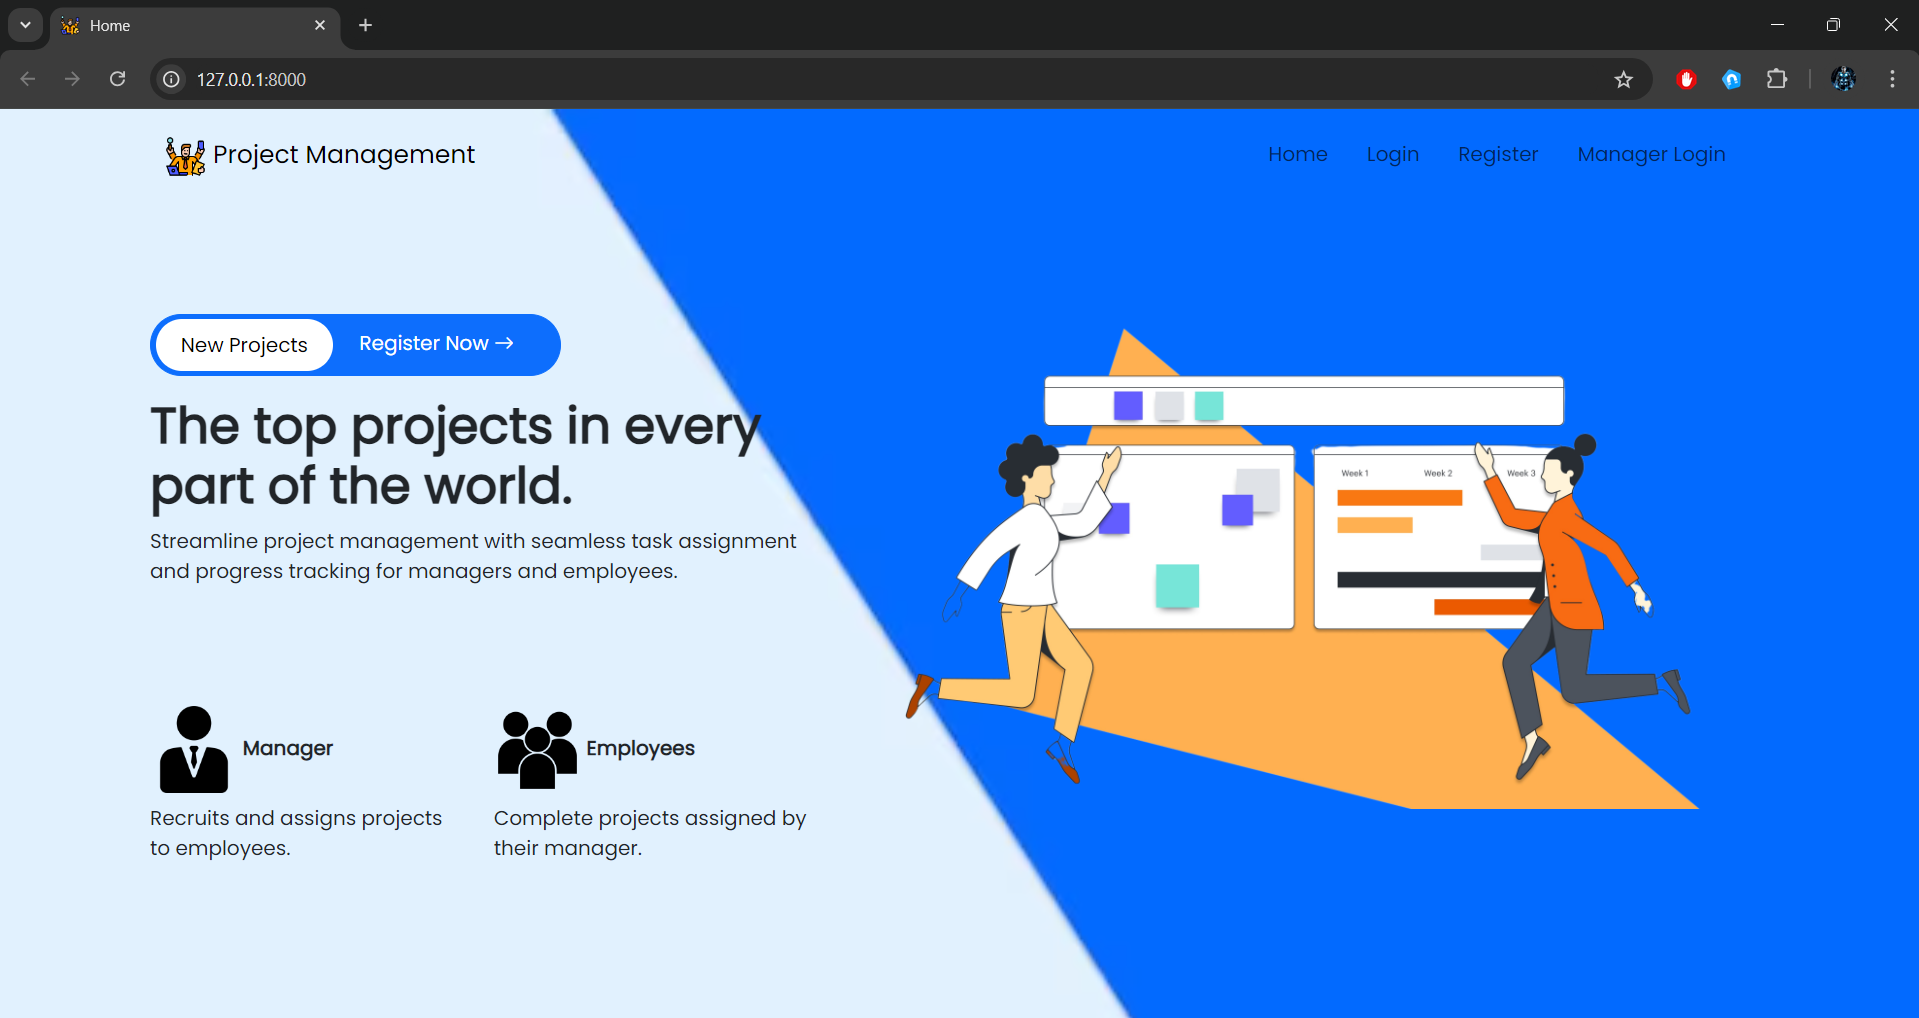 Home
127.0.0.1:8000
Project Management
Home Login Register Manager Login
New Projects Register Now →
The top projects in every
part of the world.
Streamline project management with seamless task assignment
and progress tracking for managers and employees.
Week 1 Week 2 Week 3
Manager
Recruits and assigns projects
to employees.
Employees
Complete projects assigned by
their manager.